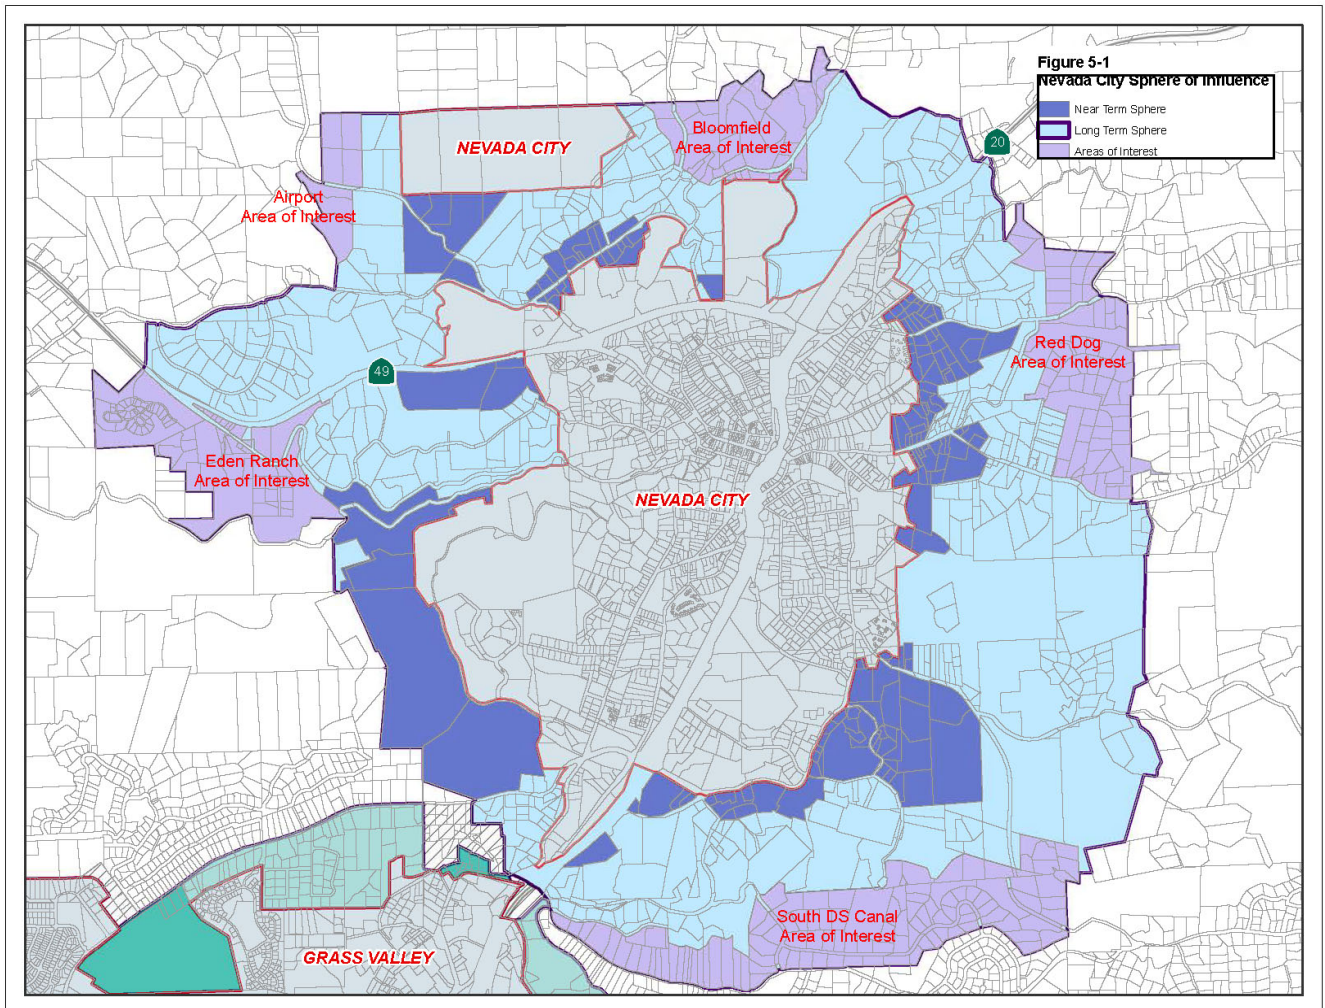 Figure 5-1
Nevada City Sphere of Influence
Near Term Sphere
Long Term Sphere
Areas of Interest
20
Bloomfield
Area of Interest
NEVADA CITY
Airport
Area of Interest
Red Dog
Area of Interest
49
Eden Ranch
Area of Interest
NEVADA CITY
South DS Canal
Area of Interest
GRASS VALLEY